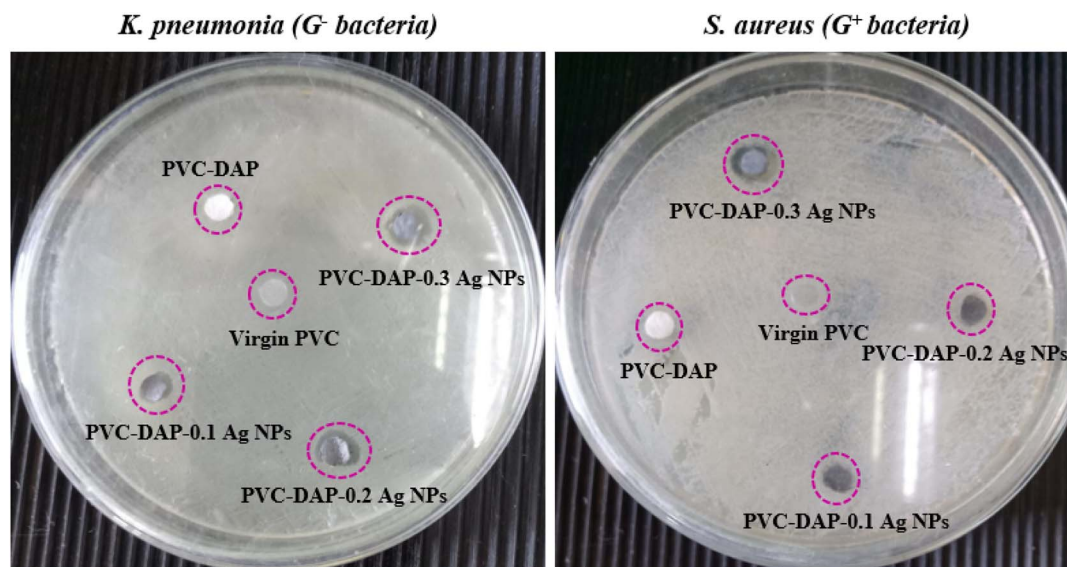 K. pneumonia (G- bacteria)
PVC-DAP
PVC-DAP-0.3 Ag NPs
Virgin PVC
PVC-DAP-0.1 Ag NPs
PVC-DAP-0.2 Ag NPs
S. aureus (G+ bacteria)
PVC-DAP-0.3 Ag NPs
Virgin PVC
PVC-DAP-0.2 Ag NPs
PVC-DAP
PVC-DAP-0.1 Ag NPs